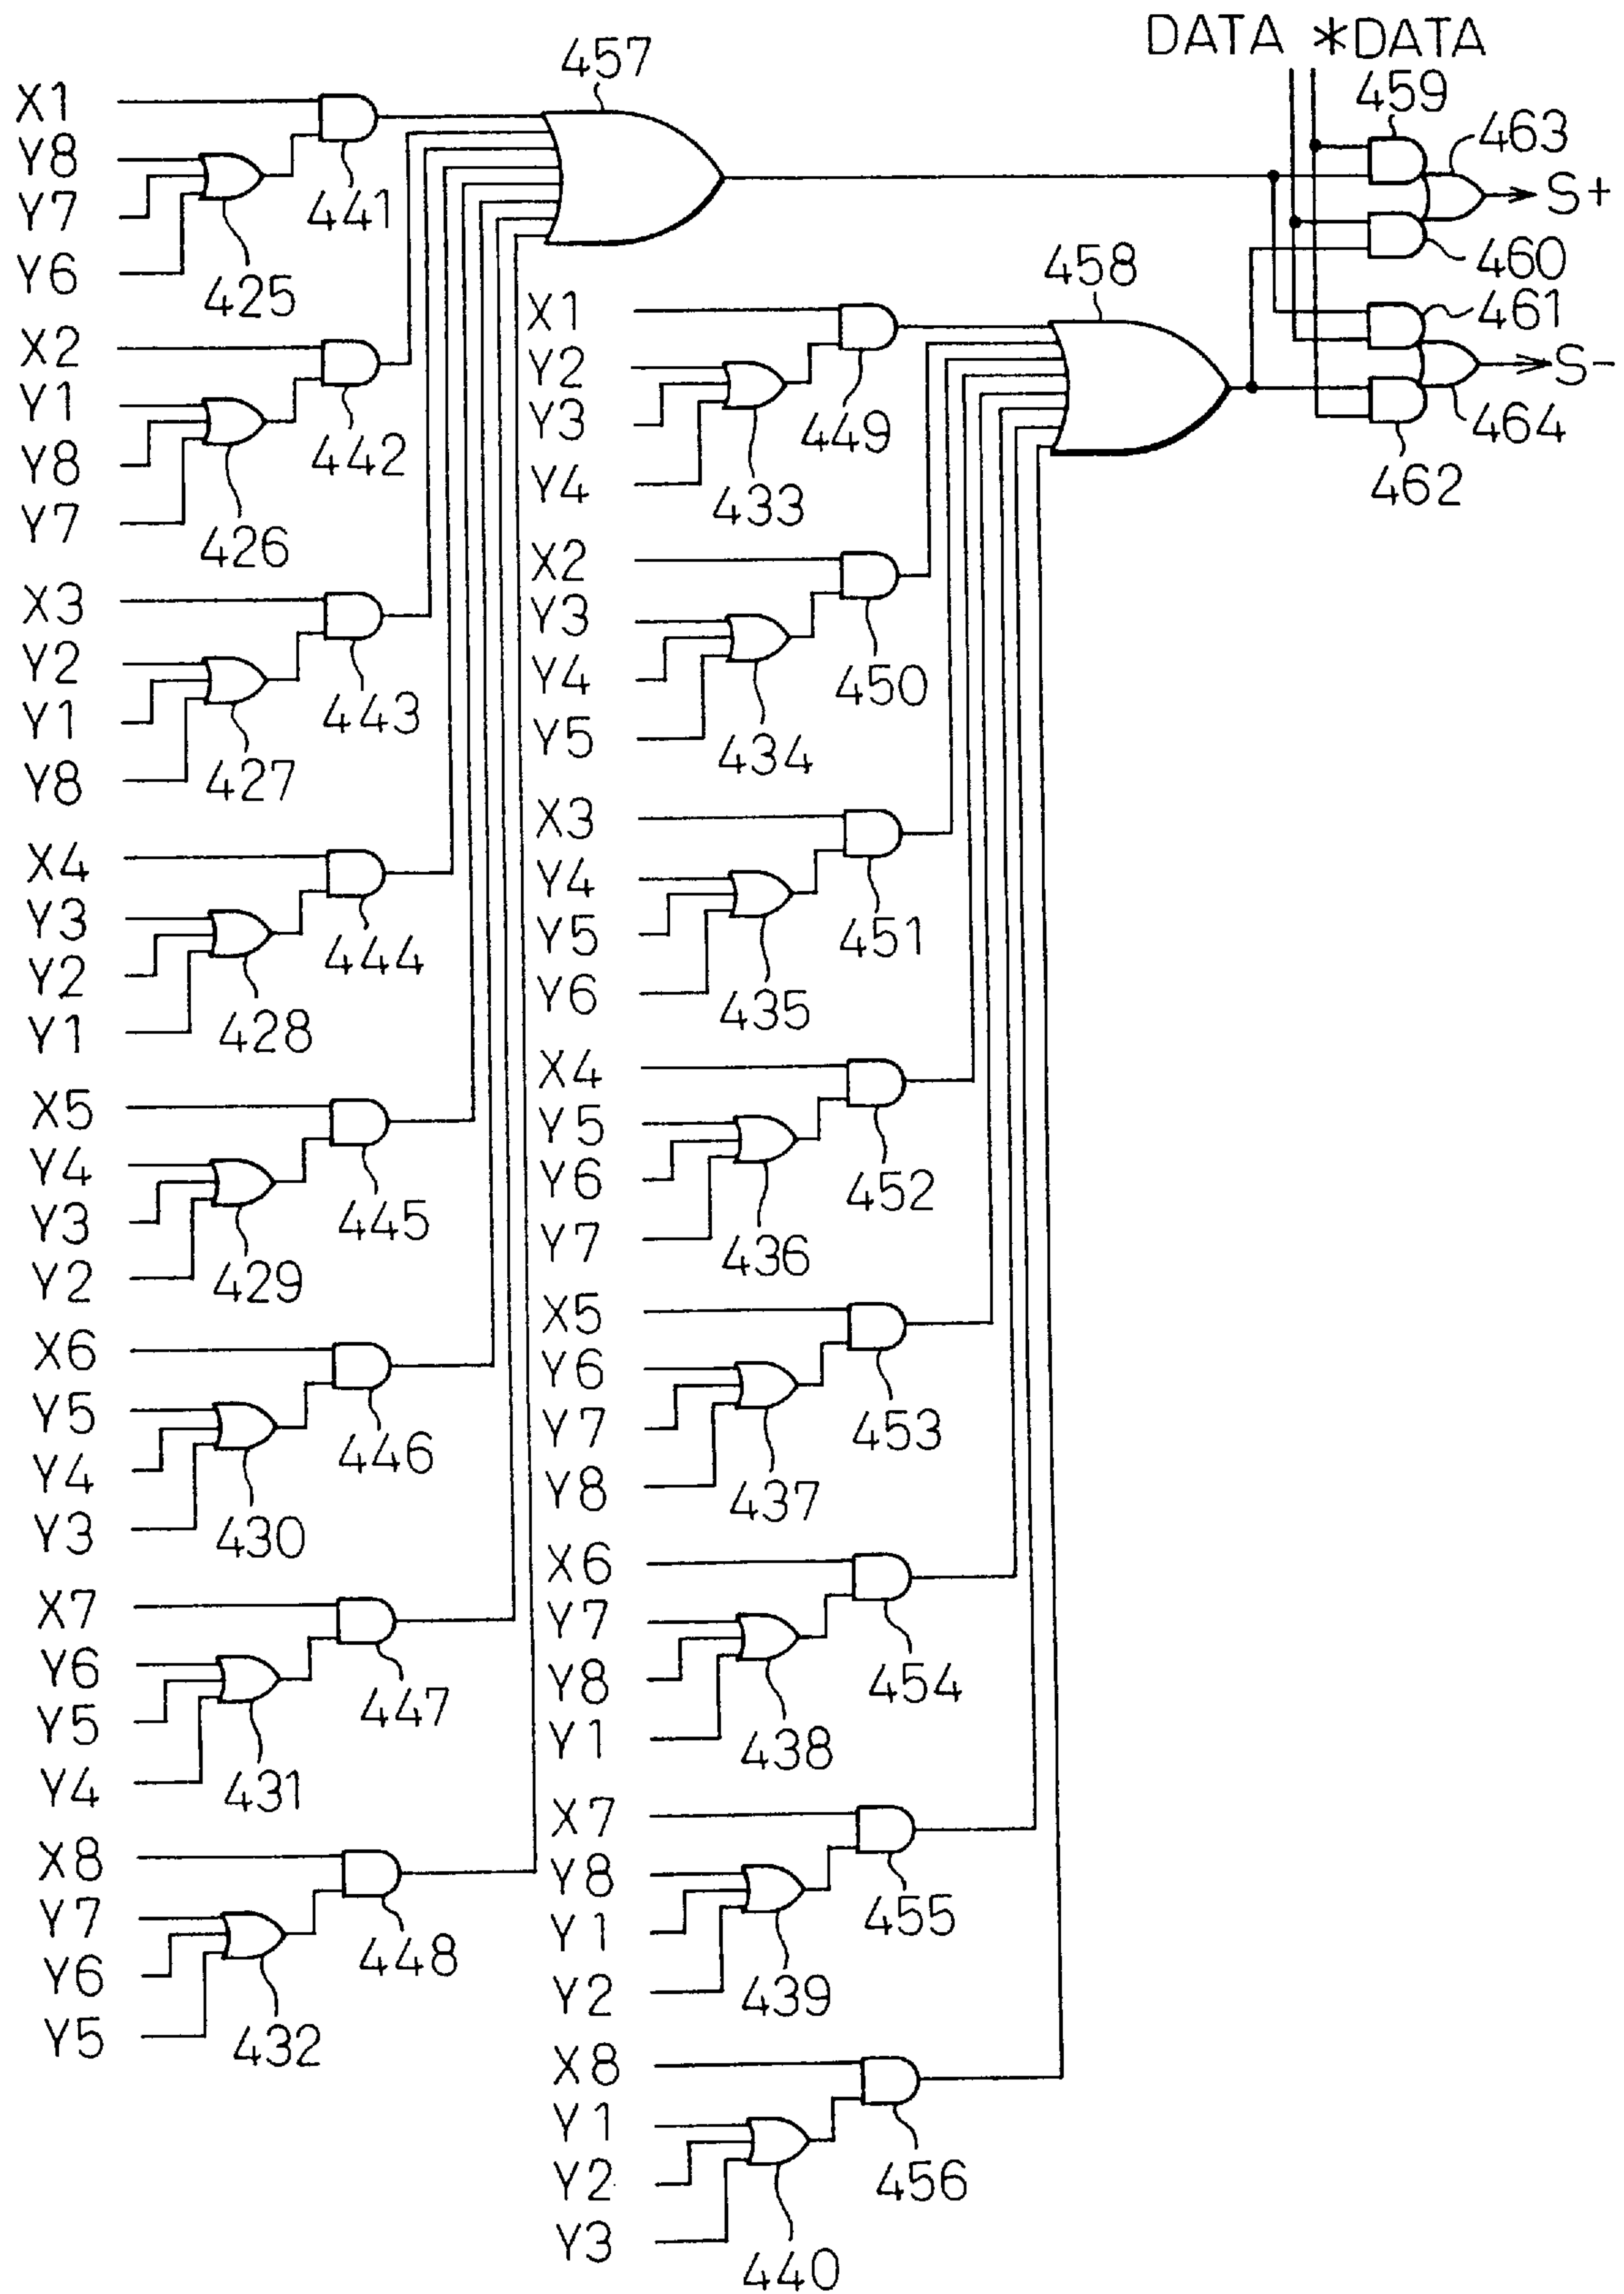 DATA *DATA
457
459
463
S+
460
461
S-
464
462
458
X1
Y8
Y7
Y6
425
441
X2
Y1
Y8
Y7
426
442
X3
Y2
Y1
Y8
427
443
X4
Y3
Y2
Y1
428
444
X5
Y4
Y3
Y2
429
445
X6
Y5
Y4
Y3
430
446
X7
Y6
Y5
Y4
431
447
X8
Y7
Y6
Y5
432
448
X1
Y2
Y3
Y4
433
449
X2
Y3
Y4
Y5
434
450
X3
Y4
Y5
Y6
435
451
X4
Y5
Y6
Y7
436
452
X5
Y6
Y7
Y8
437
453
X6
Y7
Y8
Y1
438
454
X7
Y8
Y1
Y2
439
455
X8
Y1
Y2
Y3
440
456